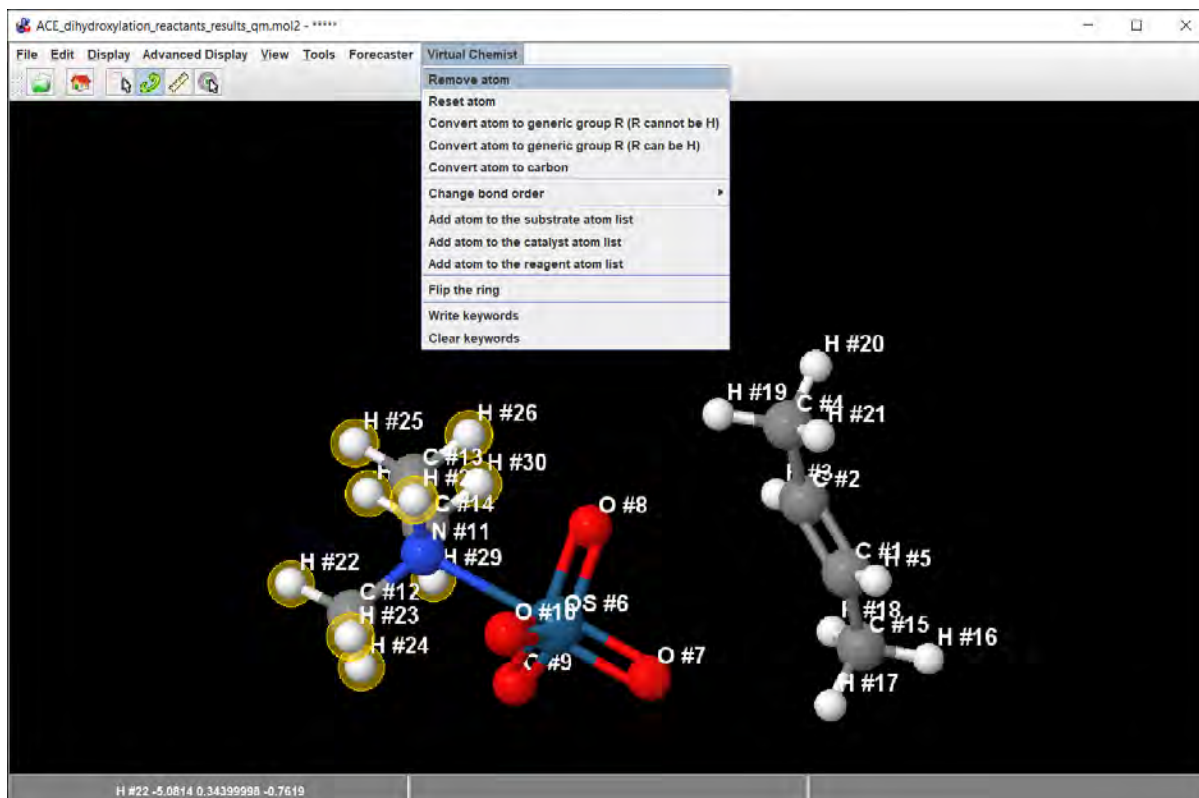 ACE_dihydroxylation_reactants_results_qm.mol2 - *****
File Edit Display Advanced Display View Tools Forecaster Virtual Chemist
Remove atom
Reset atom
Convert atom to generic group R (R cannot be H)
Convert atom to generic group R (R can be H)
Convert atom to carbon
Change bond order
Add atom to the substrate atom list
Add atom to the catalyst atom list
Add atom to the reagent atom list
Flip the ring
Write keywords
Clear keywords
H #20
H #19
C #4
H #21
H #25
H #26
C #13
H #30
C #14
#3
C #2
O #8
N #11
H #29
H #22
C #12
H #23
H #24
O #10
OS #6
C #1
H #5
#18
C #15
H #16
O #7
#9
H #17
H #22 -5.0814 0.34399998 -0.7619